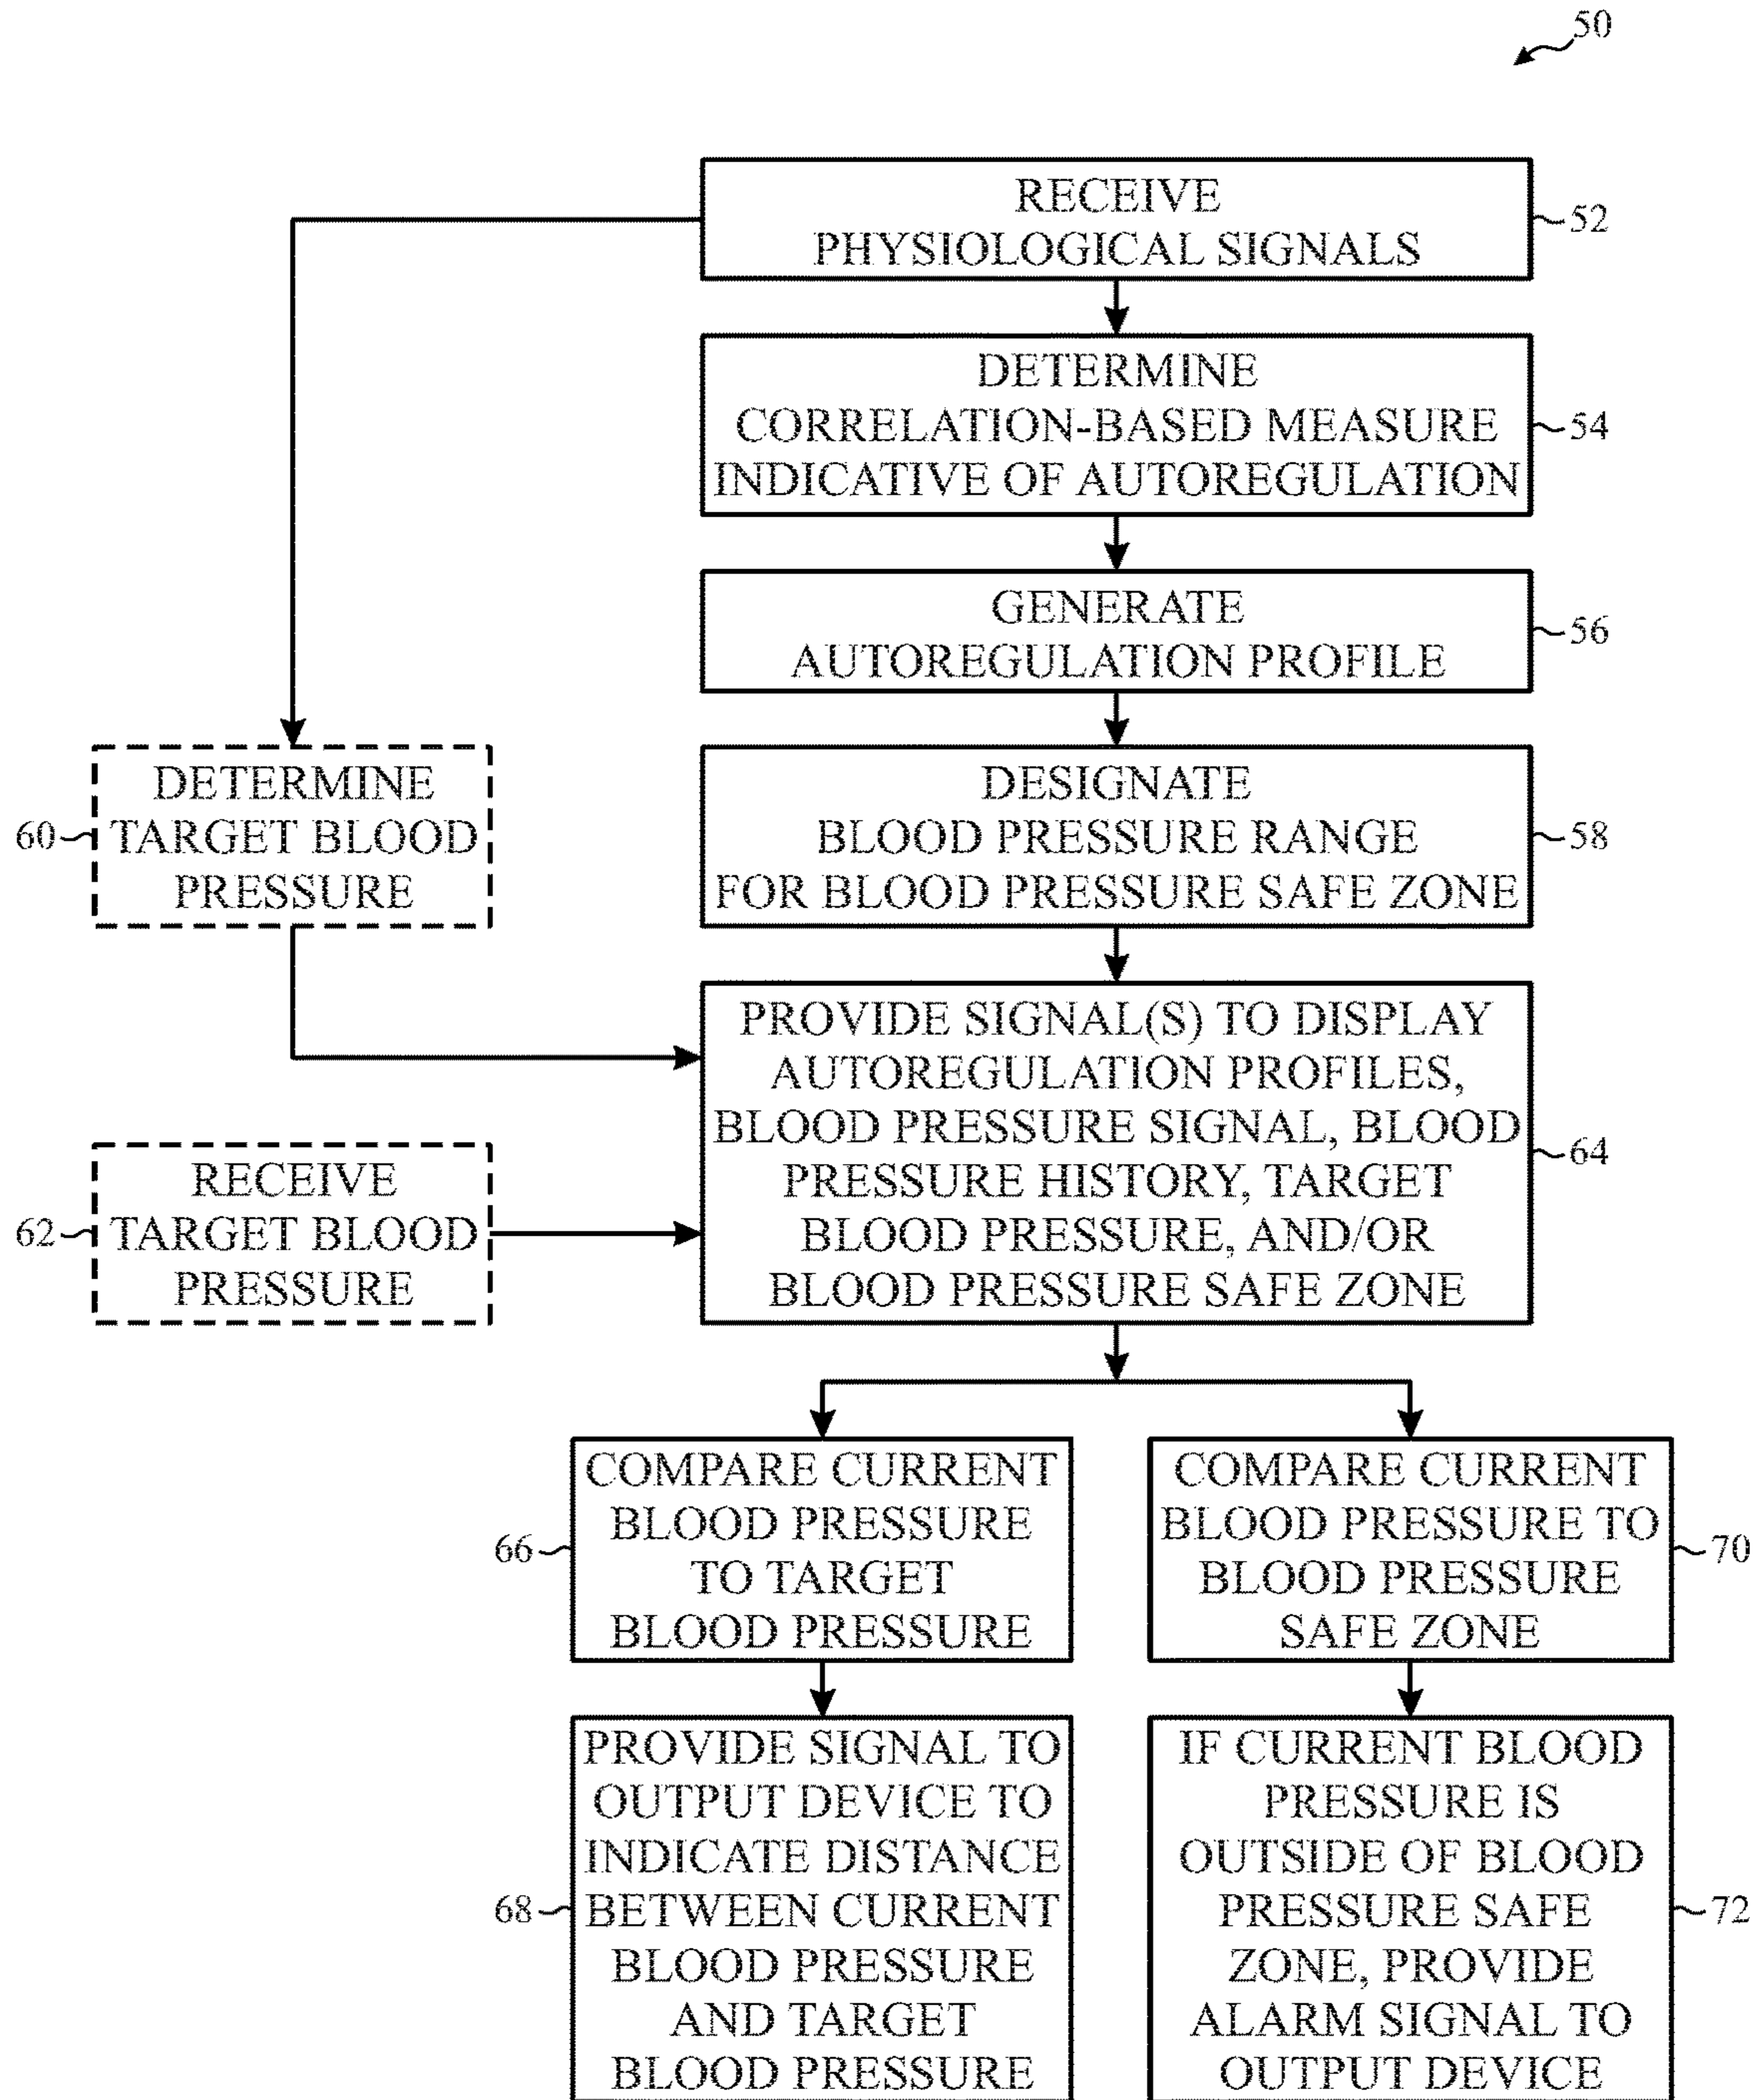 50
RECEIVE
PHYSIOLOGICAL SIGNALS
52
DETERMINE
CORRELATION-BASED MEASURE
INDICATIVE OF AUTOREGULATION
54
GENERATE
AUTOREGULATION PROFILE
56
DETERMINE
TARGET BLOOD
PRESSURE
60
DESIGNATE
BLOOD PRESSURE RANGE
FOR BLOOD PRESSURE SAFE ZONE
58
RECEIVE
TARGET BLOOD
PRESSURE
62
PROVIDE SIGNAL(S) TO DISPLAY
AUTOREGULATION PROFILES,
BLOOD PRESSURE SIGNAL, BLOOD
PRESSURE HISTORY, TARGET
BLOOD PRESSURE, AND/OR
BLOOD PRESSURE SAFE ZONE
64
COMPARE CURRENT
BLOOD PRESSURE
TO TARGET
BLOOD PRESSURE
66
COMPARE CURRENT
BLOOD PRESSURE TO
BLOOD PRESSURE
SAFE ZONE
70
PROVIDE SIGNAL TO
OUTPUT DEVICE TO
INDICATE DISTANCE
BETWEEN CURRENT
BLOOD PRESSURE
AND TARGET
BLOOD PRESSURE
68
IF CURRENT BLOOD
PRESSURE IS
OUTSIDE OF BLOOD
PRESSURE SAFE
ZONE, PROVIDE
ALARM SIGNAL TO
OUTPUT DEVICE
72